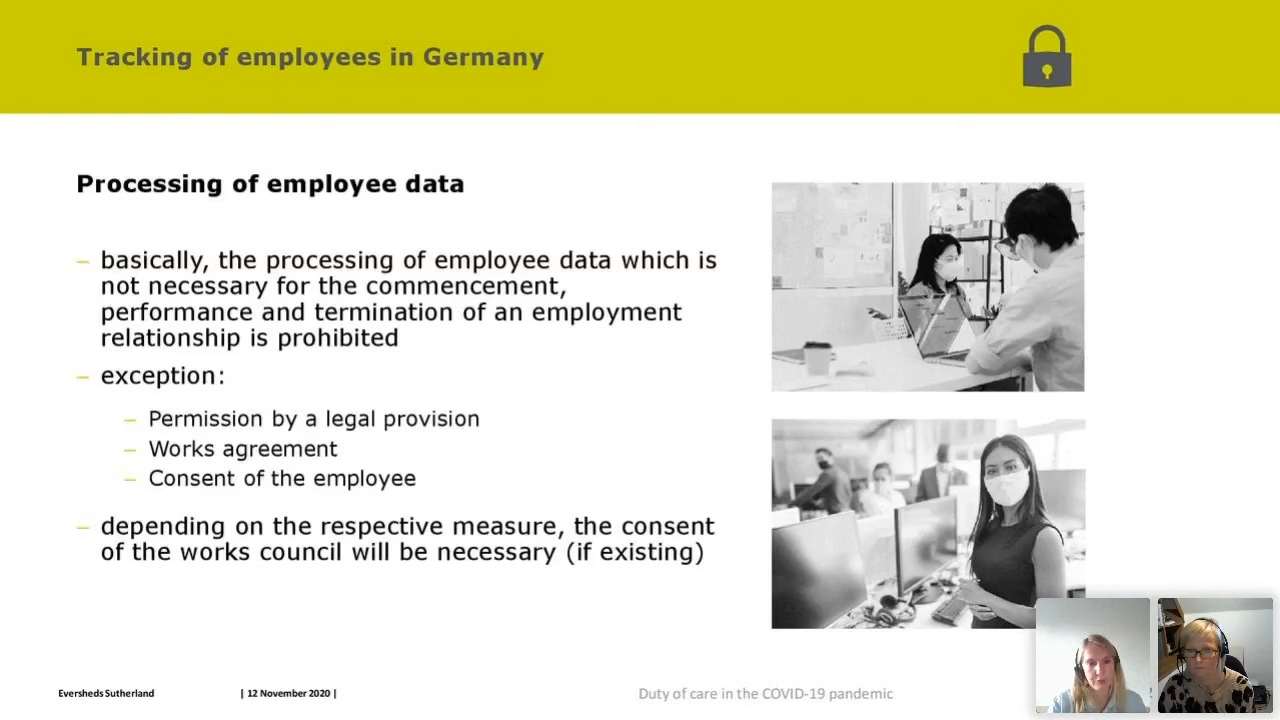 Tracking of employees in Germany
Processing of employee data
– basically, the processing of employee data which is
not necessary for the commencement,
performance and termination of an employment
relationship is prohibited
– exception:
– Permission by a legal provision
– Works agreement
– Consent of the employee
– depending on the respective measure, the consent
of the works council will be necessary (if existing)
Eversheds Sutherland
| 12 November 2020 |
Duty of care in the COVID-19 pandemic